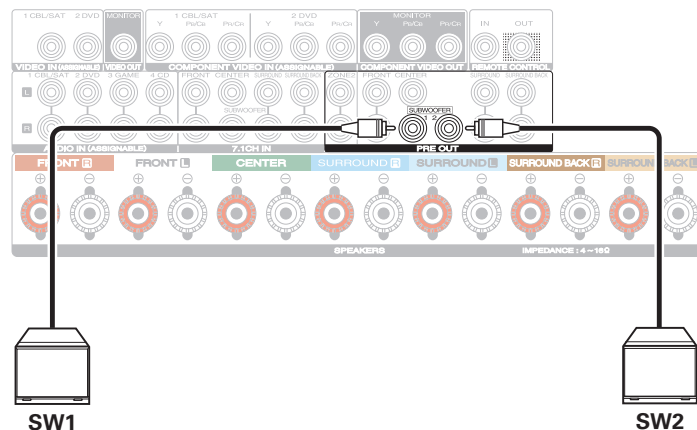 1 CBL/SAT 2 DVD MONITOR 1 CBL/SAT 2 DVD MONITOR IN OUT
Y PB/CB PR/CR Y PB/CB PR/CR Y PB/CB PR/CR
VIDEO IN (ASSIGNABLE) VIDEO OUT COMPONENT VIDEO IN (ASSIGNABLE) COMPONENT VIDEO OUT REMOTE CONTROL
1 CBL/SAT 2 DVD 3 GAME 4 CD FRONT CENTER SURROUND SURROUND BACK ZONE2 FRONT CENTER SURROUND SURROUND BACK
L
SUBWOOFER SUBWOOFER
1 2
R
AUDIO IN (ASSIGNABLE) 7.1CH IN PRE OUT
FRONT R FRONT L CENTER SURROUND R SURROUND L SURROUND BACK R SURROUND BACK L
SPEAKERS IMPEDANCE : 4 ~ 16Ω
SW1 SW2